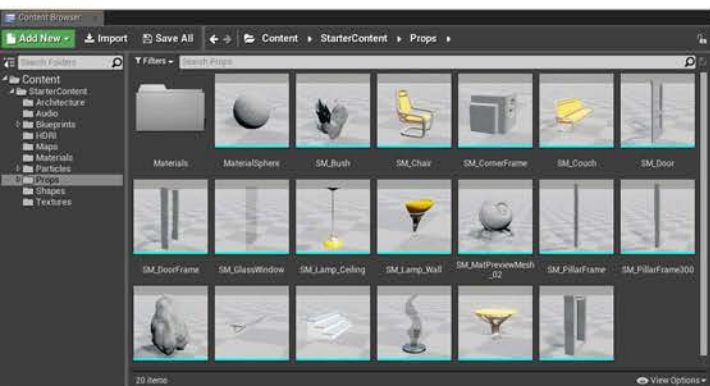 Content Browser
Add New
Import
Save All
Content
StarterContent
Props
Search Folders
Filters
Search Props
Content
StarterContent
Architecture
Audio
Blueprints
HDRI
Maps
Materials
Particles
Props
Shapes
Textures
Materials
MaterialSphere
SM_Bush
SM_Chair
SM_CornerFrame
SM_Couch
SM_Door
SM_DoorFrame
SM_GlassWindow
SM_Lamp_Ceiling
SM_Lamp_Wall
SM_MatPreviewMesh
_02
SM_PillarFrame
SM_PillarFrame300
20 items
View Options